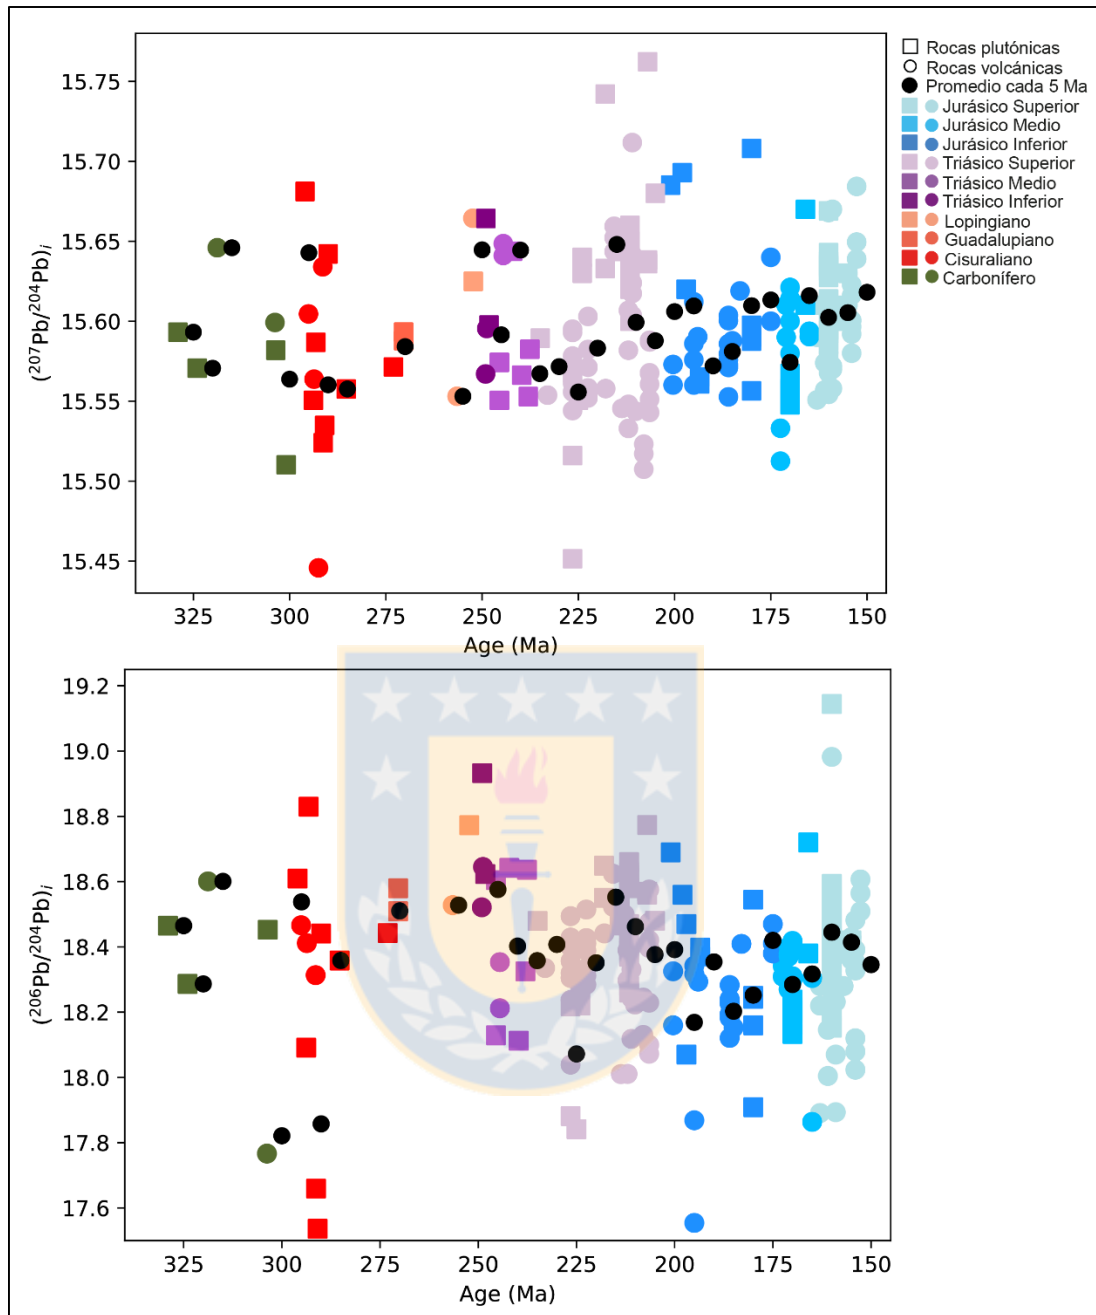 15.75
15.70
15.65
15.60
15.55
15.50
15.45
(²⁰⁷Pb/²⁰⁴Pb)ᵢ
325 300 275 250 225 200 175 150
Age (Ma)
Rocas plutónicas
Rocas volcánicas
Promedio cada 5 Ma
Jurásico Superior
Jurásico Medio
Jurásico Inferior
Triásico Superior
Triásico Medio
Triásico Inferior
Lopingiano
Guadalupiano
Cisuraliano
Carbonífero
19.2
19.0
18.8
18.6
18.4
18.2
18.0
17.8
17.6
(²⁰⁶Pb/²⁰⁴Pb)ᵢ
325 300 275 250 225 200 175 150
Age (Ma)